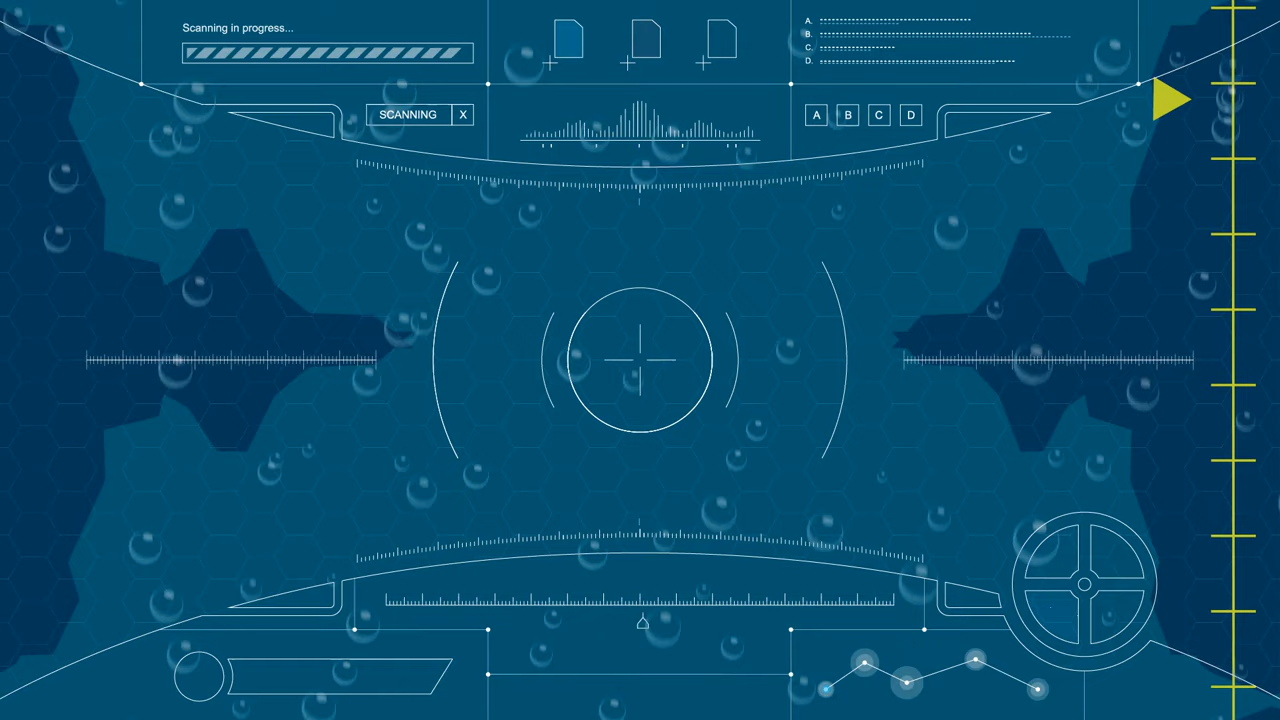 Scanning in progress...
A.
B.
C.
D.
SCANNING X
A B C D